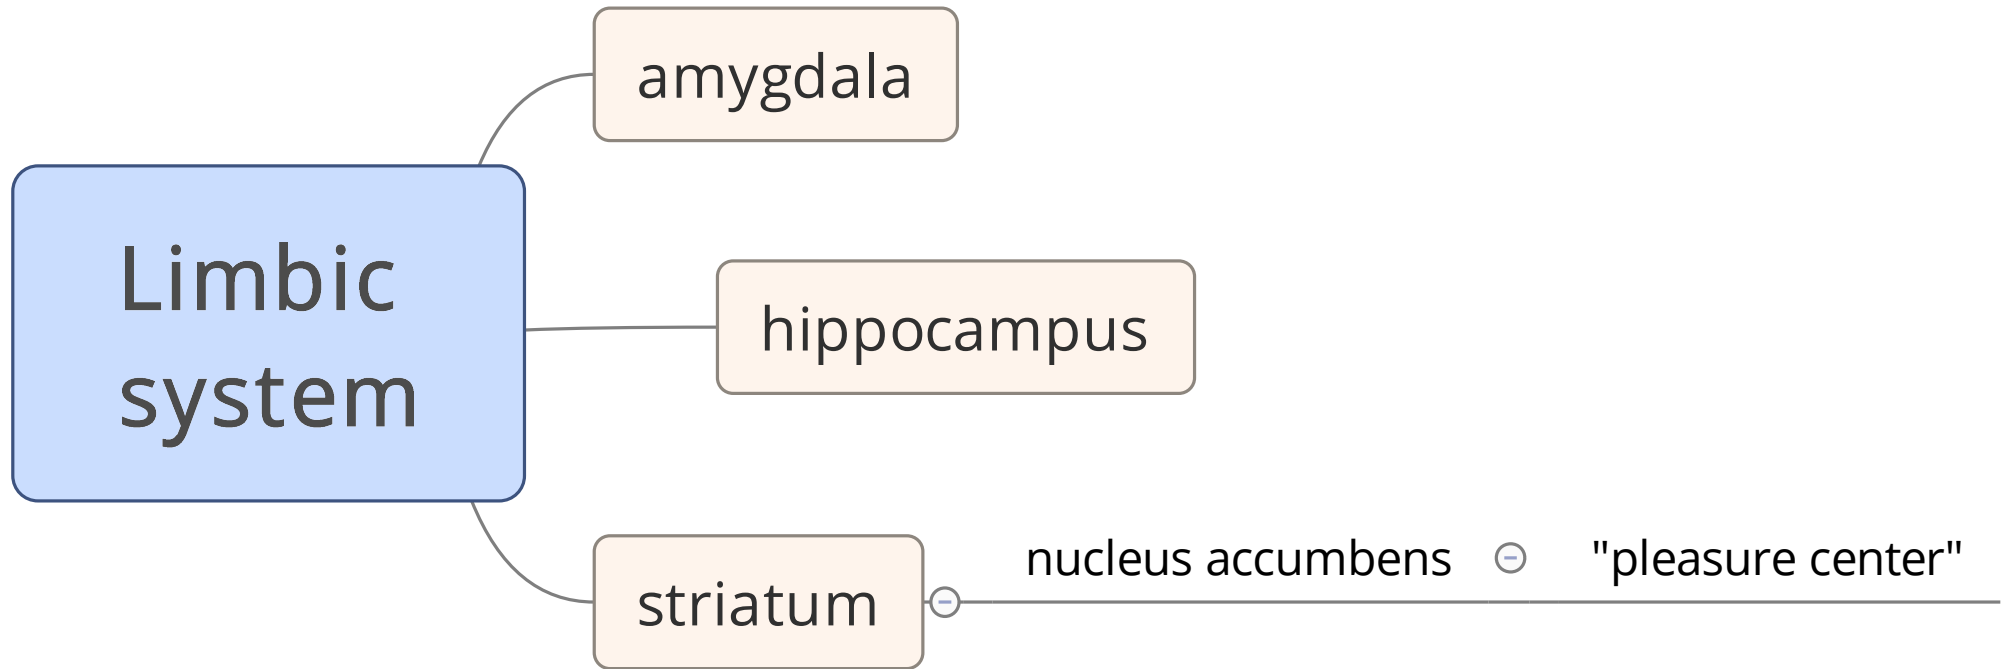 amygdala
Limbic
system
hippocampus
striatum
nucleus accumbens
"pleasure center"